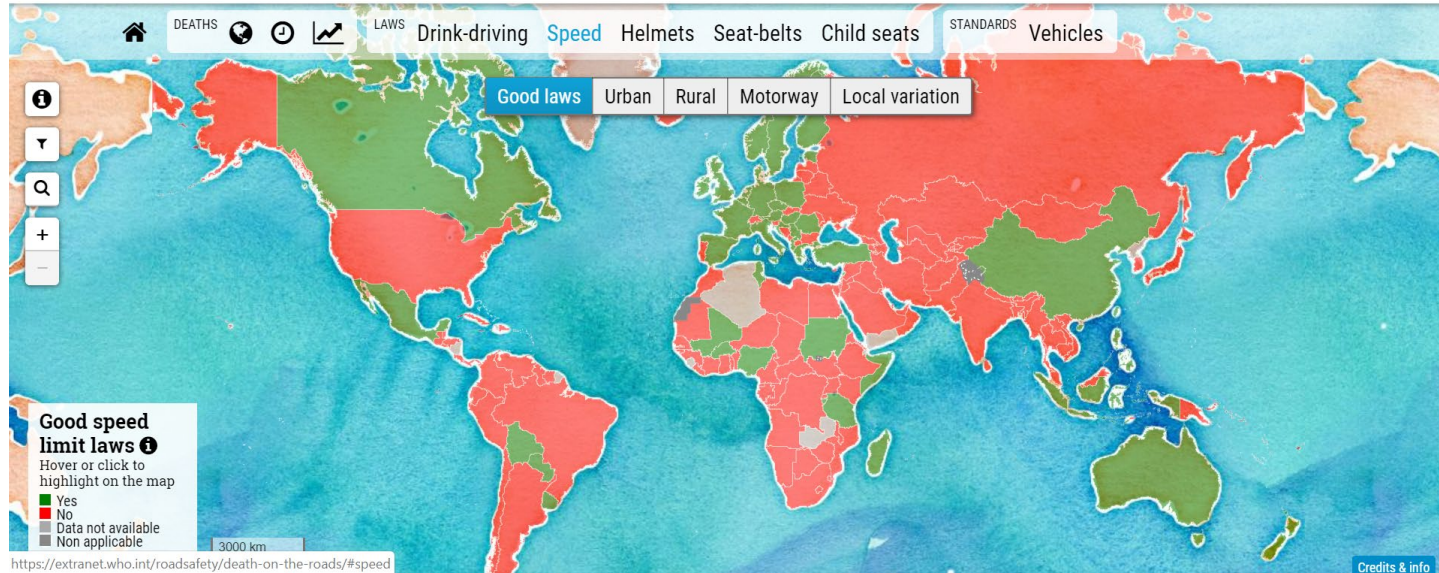 DEATHS
LAWS
Drink-driving
Speed
Helmets
Seat-belts
Child seats
STANDARDS
Vehicles
Good laws
Urban
Rural
Motorway
Local variation
+
−
Good speed
limit laws
Hover or click to
highlight on the map
Yes
No
Data not available
Non applicable
3000 km
https://extranet.who.int/roadsafety/death-on-the-roads/#speed
Credits & info